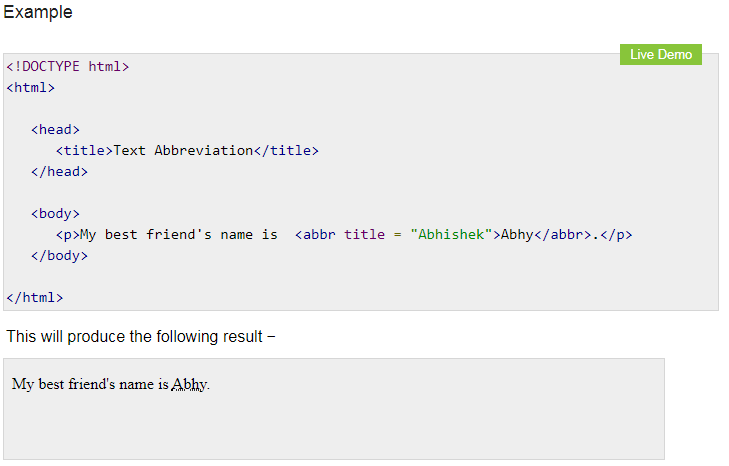 Example
Live Demo
<!DOCTYPE html>
<html>
<head>
<title>Text Abbreviation</title>
</head>
<body>
<p>My best friend's name is  <abbr title = "Abhishek">Abhy</abbr>.</p>
</body>
</html>
This will produce the following result −
My best friend's name is Abhy.